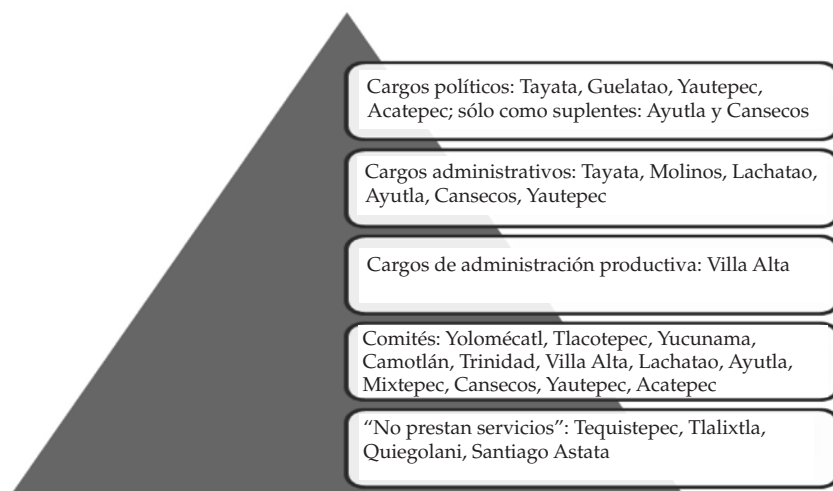 Cargos políticos: Tayata, Guelatao, Yautepec,
Acatepec; sólo como suplentes: Ayutla y Cansecos
Cargos administrativos: Tayata, Molinos, Lachatao,
Ayutla, Cansecos, Yautepec
Cargos de administración productiva: Villa Alta
Comités: Yolomécatl, Tlacotepec, Yucunama,
Camotlán, Trinidad, Villa Alta, Lachatao, Ayutla,
Mixtepec, Cansecos, Yautepec, Acatepec
“No prestan servicios”: Tequistepec, Tlalixtla,
Quiegolani, Santiago Astata